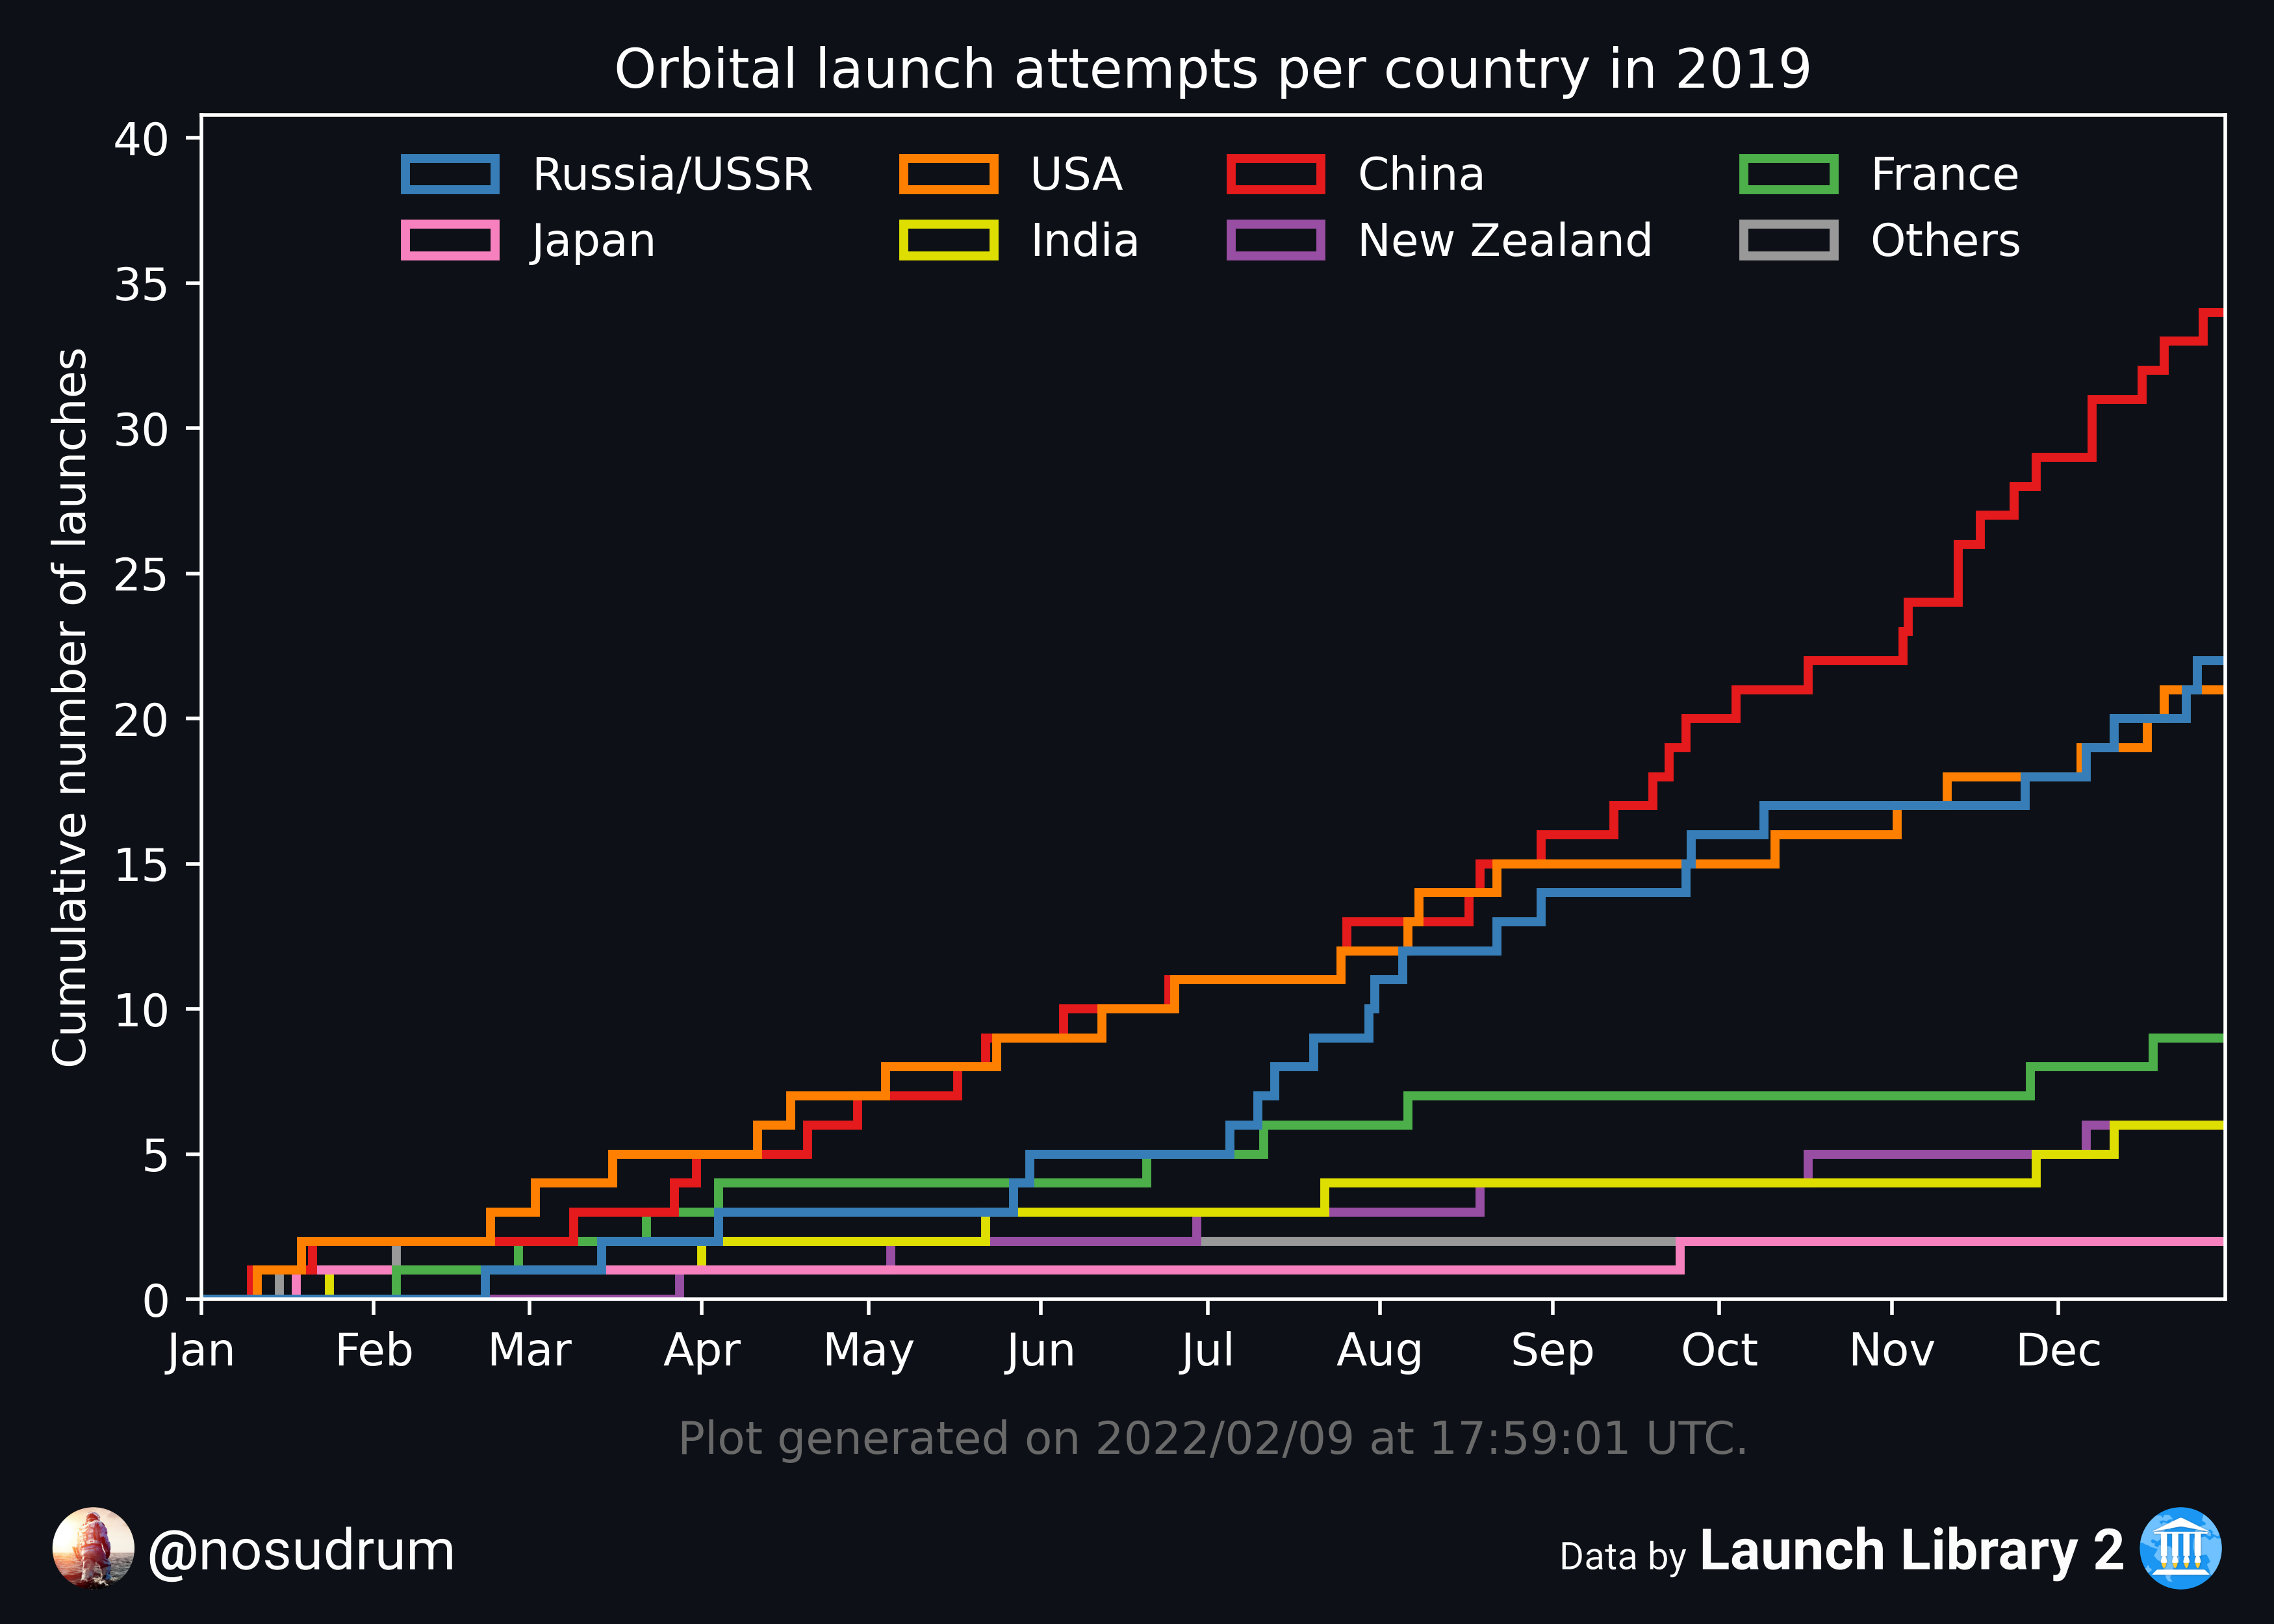 Orbital launch attempts per country in 2019
Russia/USSR USA China France
Japan India New Zealand Others
Cumulative number of launches
40
35
30
25
20
15
10
5
0
Jan Feb Mar Apr May Jun Jul Aug Sep Oct Nov Dec
Plot generated on 2022/02/09 at 17:59:01 UTC.
@nosudrum
Data by Launch Library 2